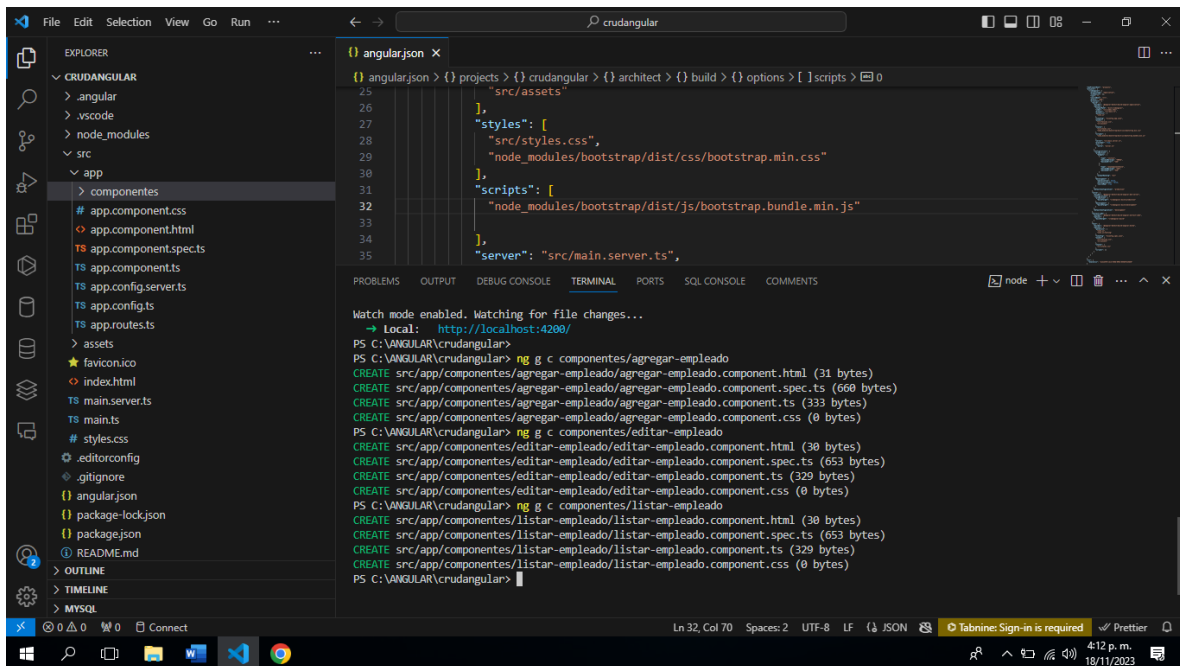 File Edit Selection View Go Run ···
crudangular
EXPLORER
CRUDANGULAR
.angular
.vscode
node_modules
src
app
componentes
# app.component.css
<> app.component.html
TS app.component.spec.ts
TS app.component.ts
TS app.config.server.ts
TS app.config.ts
TS app.routes.ts
assets
favicon.ico
<> index.html
TS main.server.ts
TS main.ts
# styles.css
.editorconfig
.gitignore
{} angular.json
{} package-lock.json
{} package.json
README.md
OUTLINE
TIMELINE
MYSQL
{} angular.json
{} angular.json > {} projects > {} crudangular > {} architect > {} build > {} options > [ ] scripts > 0
25 "src/assets"
26 ],
27 "styles": [
28 "src/styles.css",
29 "node_modules/bootstrap/dist/css/bootstrap.min.css"
30 ],
31 "scripts": [
32 "node_modules/bootstrap/dist/js/bootstrap.bundle.min.js"
33
34 ],
35 "server": "src/main.server.ts",
PROBLEMS OUTPUT DEBUG CONSOLE TERMINAL PORTS SQL CONSOLE COMMENTS
node
Watch mode enabled. Watching for file changes...
→ Local: http://localhost:4200/
PS C:\ANGULAR\crudangular>
PS C:\ANGULAR\crudangular> ng g c componentes/agregar-empleado
CREATE src/app/componentes/agregar-empleado/agregar-empleado.component.html (31 bytes)
CREATE src/app/componentes/agregar-empleado/agregar-empleado.component.spec.ts (660 bytes)
CREATE src/app/componentes/agregar-empleado/agregar-empleado.component.ts (333 bytes)
CREATE src/app/componentes/agregar-empleado/agregar-empleado.component.css (0 bytes)
PS C:\ANGULAR\crudangular> ng g c componentes/editar-empleado
CREATE src/app/componentes/editar-empleado/editar-empleado.component.html (30 bytes)
CREATE src/app/componentes/editar-empleado/editar-empleado.component.spec.ts (653 bytes)
CREATE src/app/componentes/editar-empleado/editar-empleado.component.ts (329 bytes)
CREATE src/app/componentes/editar-empleado/editar-empleado.component.css (0 bytes)
PS C:\ANGULAR\crudangular> ng g c componentes/listar-empleado
CREATE src/app/componentes/listar-empleado/listar-empleado.component.html (30 bytes)
CREATE src/app/componentes/listar-empleado/listar-empleado.component.spec.ts (653 bytes)
CREATE src/app/componentes/listar-empleado/listar-empleado.component.ts (329 bytes)
CREATE src/app/componentes/listar-empleado/listar-empleado.component.css (0 bytes)
PS C:\ANGULAR\crudangular>
2
0 0 0 Connect
Ln 32, Col 70 Spaces: 2 UTF-8 LF {} JSON Tabnine: Sign-in is required Prettier
4:12 p. m.
18/11/2023